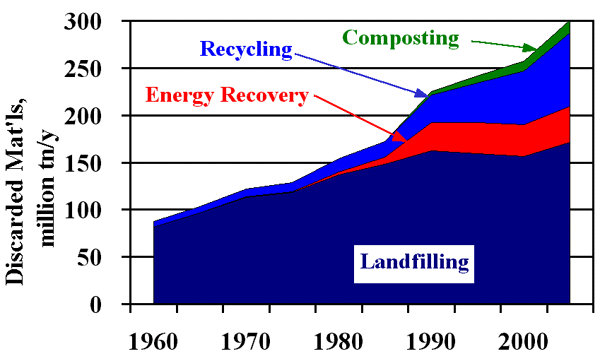 300
250
200
150
100
50
0
Discarded Mat'ls,
million tn/y
Composting
Recycling
Energy Recovery
Landfilling
1960 1970 1980 1990 2000